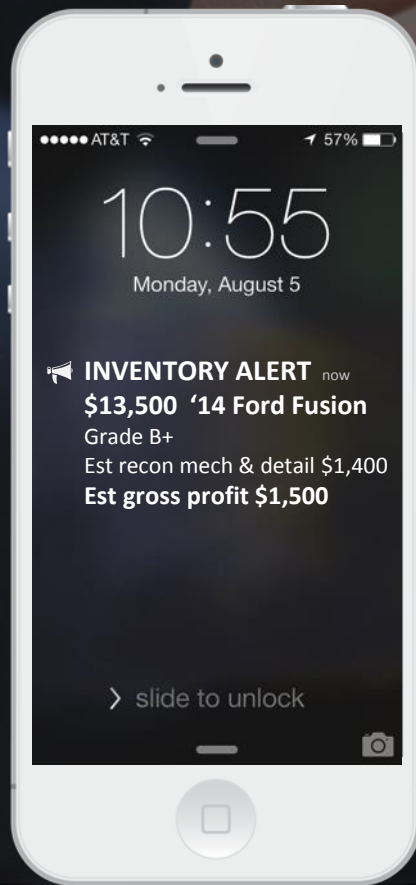 AT&T 57%
10:55
Monday, August 5
INVENTORY ALERT now
$13,500 ‘14 Ford Fusion
Grade B+
Est recon mech & detail $1,400
Est gross profit $1,500
> slide to unlock